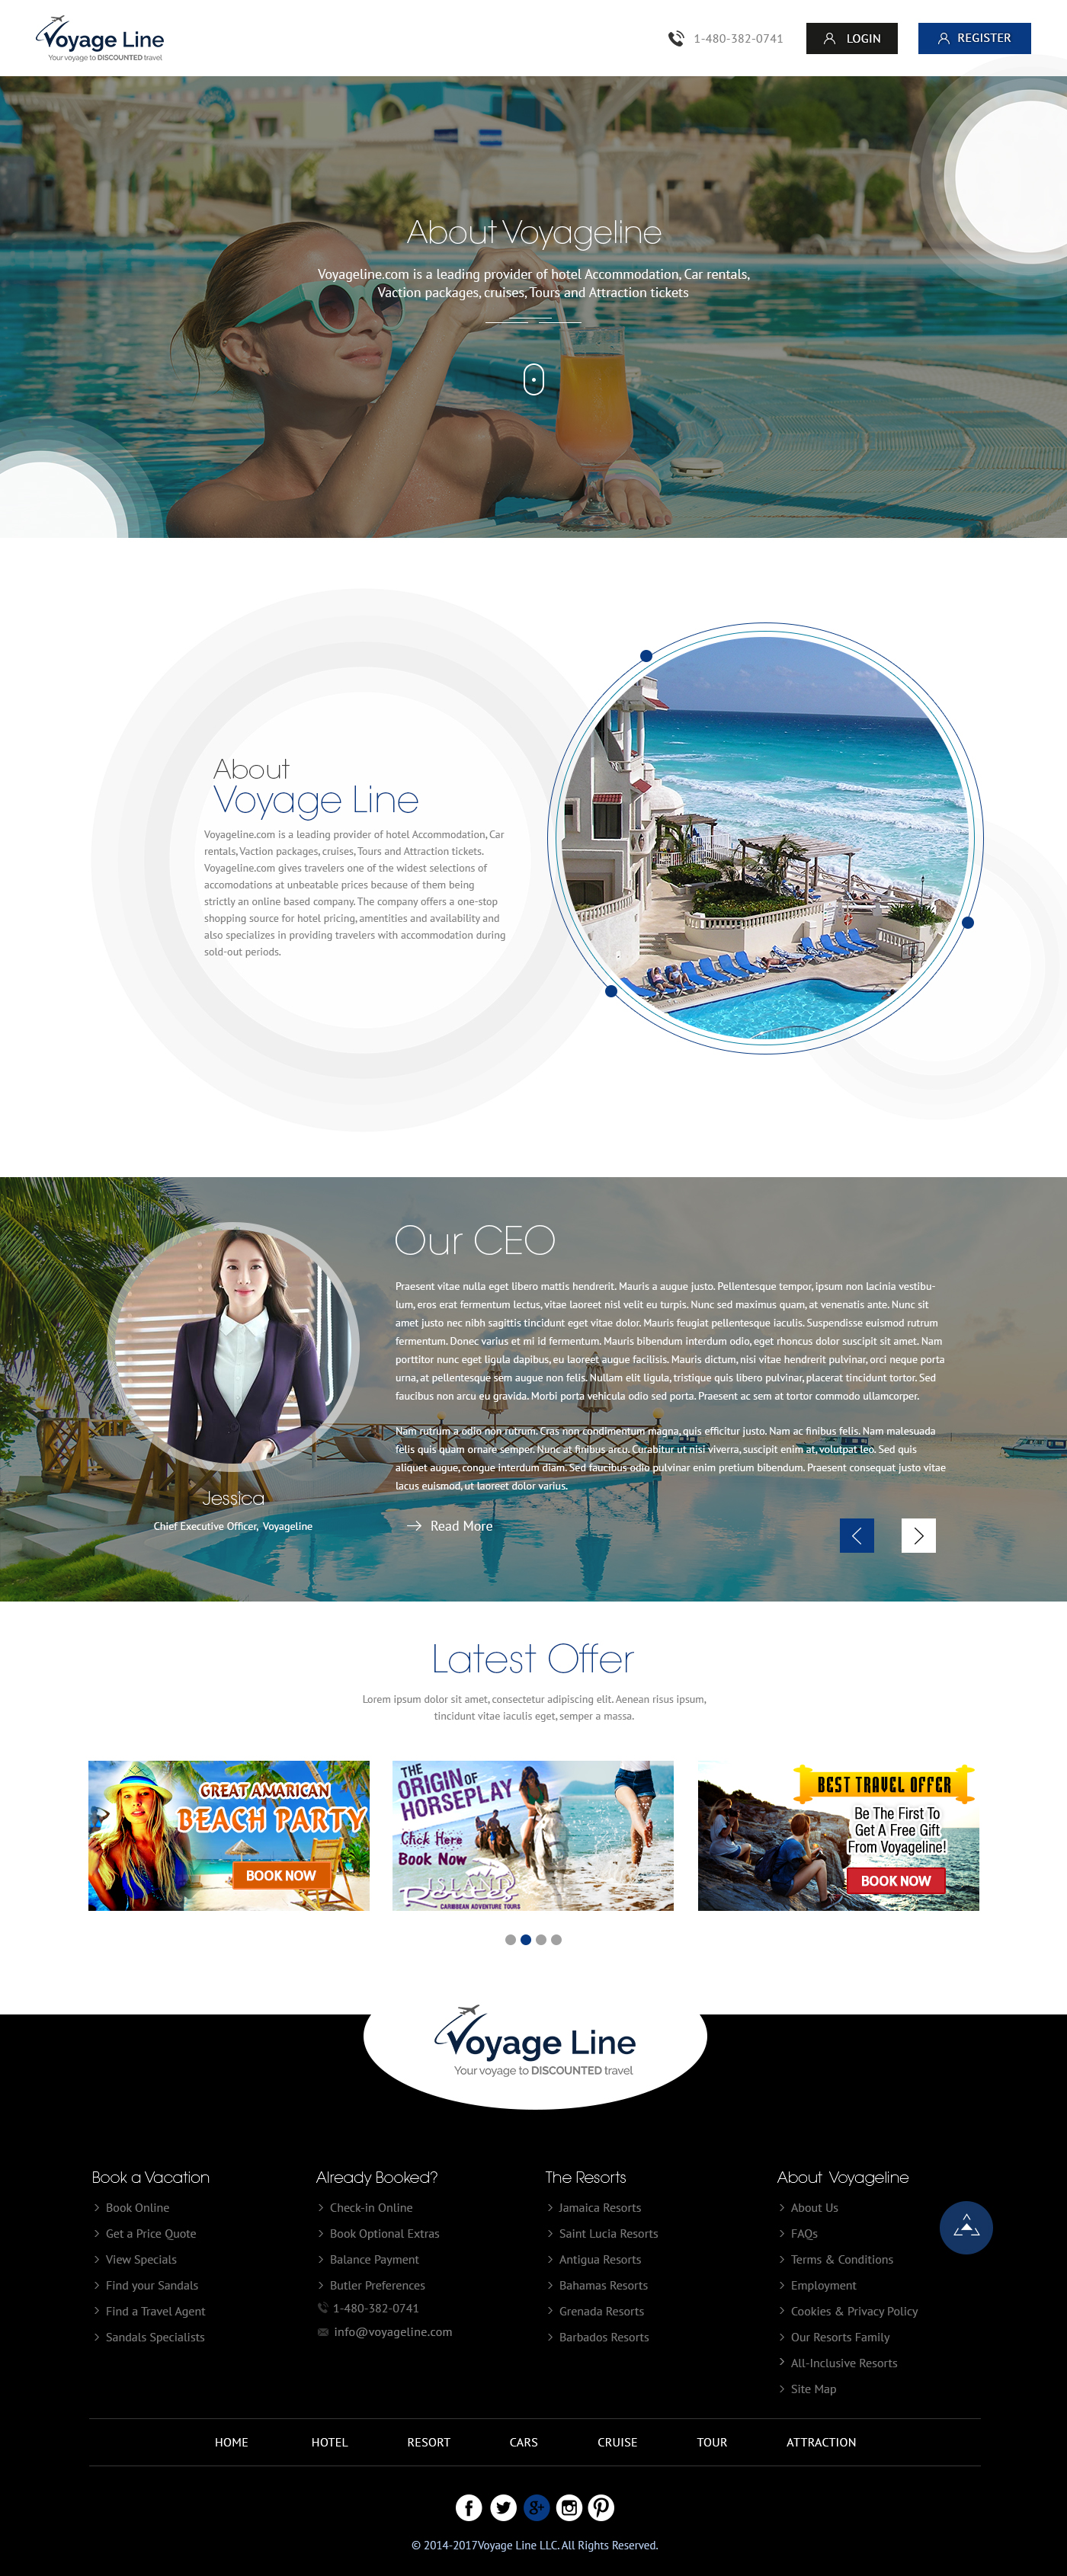 Voyage Line
Your voyage to DISCOUNTED travel
1-480-382-0741
LOGIN
REGISTER
About Voyageline
Voyageline.com is a leading provider of hotel Accommodation, Car rentals,
Vaction packages, cruises, Tours and Attraction tickets
About
Voyage Line
Voyageline.com is a leading provider of hotel Accommodation, Car
rentals, Vaction packages, cruises, Tours and Attraction tickets.
Voyageline.com gives travelers one of the widest selections of
accomodations at unbeatable prices because of them being
strictly an online based company. The company offers a one-stop
shopping source for hotel pricing, amentities and availability and
also specializes in providing travelers with accommodation during
sold-out periods.
Our CEO
Praesent vitae nulla eget libero mattis hendrerit. Mauris a augue justo. Pellentesque tempor, ipsum non lacinia vestibu-
lum, eros erat fermentum lectus, vitae laoreet nisl velit eu turpis. Nunc sed maximus quam, at venenatis ante. Nunc sit
amet justo nec nibh sagittis tincidunt eget vitae dolor. Mauris feugiat pellentesque iaculis. Suspendisse euismod rutrum
fermentum. Donec varius et mi id fermentum. Mauris bibendum interdum odio, eget rhoncus dolor suscipit sit amet. Nam
porttitor nunc eget ligula dapibus, eu laoreet augue facilisis. Mauris dictum, nisi vitae hendrerit pulvinar, orci neque porta
urna, at pellentesque sem augue non felis. Nullam elit ligula, tristique quis libero pulvinar, placerat tincidunt tortor. Sed
faucibus non arcu eu gravida. Morbi porta vehicula odio sed porta. Praesent ac sem at tortor commodo ullamcorper.
Nam rutrum a odio non rutrum. Cras non condimentum magna, quis efficitur justo. Nam ac finibus felis. Nam malesuada
felis quis quam ornare semper. Nunc at finibus arcu. Curabitur ut nisi viverra, suscipit enim at, volutpat leo. Sed quis
aliquet augue, congue interdum diam. Sed faucibus odio pulvinar enim pretium bibendum. Praesent consequat justo vitae
lacus euismod, ut laoreet dolor varius.
Jessica
Chief Executive Officer, Voyageline
Read More
Latest Offer
Lorem ipsum dolor sit amet, consectetur adipiscing elit. Aenean risus ipsum,
tincidunt vitae iaculis eget, semper a massa.
GREAT AMARICAN
BEACH PARTY
BOOK NOW
THE
ORIGIN OF
HORSEPLAY
Click Here
Book Now
ISLAND
Routes
CARIBBEAN ADVENTURE TOURS
BEST TRAVEL OFFER
Be The First To
Get A Free Gift
From Voyageline!
BOOK NOW
Voyage Line
Your voyage to DISCOUNTED travel
Book a Vacation
Book Online
Get a Price Quote
View Specials
Find your Sandals
Find a Travel Agent
Sandals Specialists
Already Booked?
Check-in Online
Book Optional Extras
Balance Payment
Butler Preferences
1-480-382-0741
info@voyageline.com
The Resorts
Jamaica Resorts
Saint Lucia Resorts
Antigua Resorts
Bahamas Resorts
Grenada Resorts
Barbados Resorts
About Voyageline
About Us
FAQs
Terms & Conditions
Employment
Cookies & Privacy Policy
Our Resorts Family
All-Inclusive Resorts
Site Map
HOME HOTEL RESORT CARS CRUISE TOUR ATTRACTION
© 2014-2017Voyage Line LLC. All Rights Reserved.